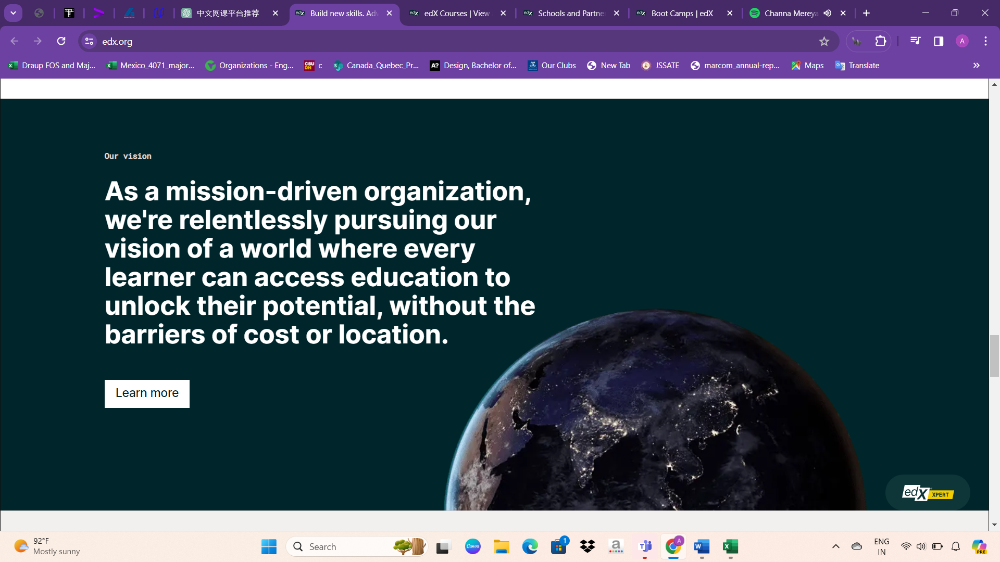 中文网课平台推荐
Build new skills. Adv
edX Courses | View
Schools and Partne
Boot Camps | edX
Channa Mereya
edx.org
A
Draup FOS and Maj...
Mexico_4071_major...
Organizations - Eng...
c
Canada_Quebec_Pr...
Design, Bachelor of...
Our Clubs
New Tab
JSSATE
marcom_annual-rep...
Maps
Translate
Our vision
As a mission-driven organization,
we're relentlessly pursuing our
vision of a world where every
learner can access education to
unlock their potential, without the
barriers of cost or location.
Learn more
edX XPERT
92°F
Mostly sunny
Search
Canva
1
A
ENG
IN
PRE